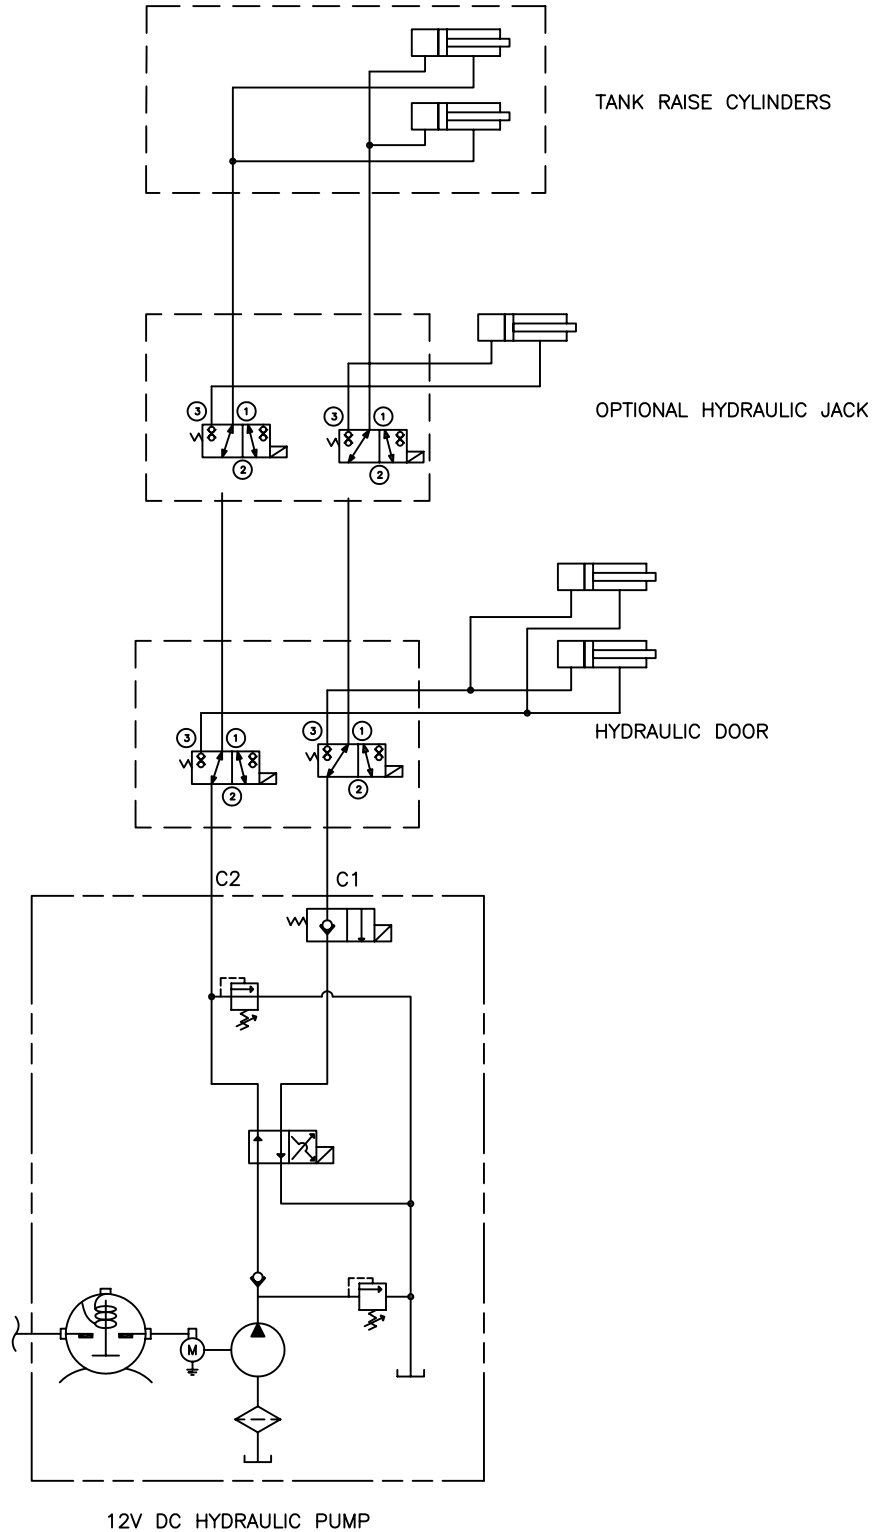 TANK RAISE CYLINDERS
3 1 3 1
OPTIONAL HYDRAULIC JACK
2 2
3 1 3 1
HYDRAULIC DOOR
2 2
C2 C1
M
12V DC HYDRAULIC PUMP